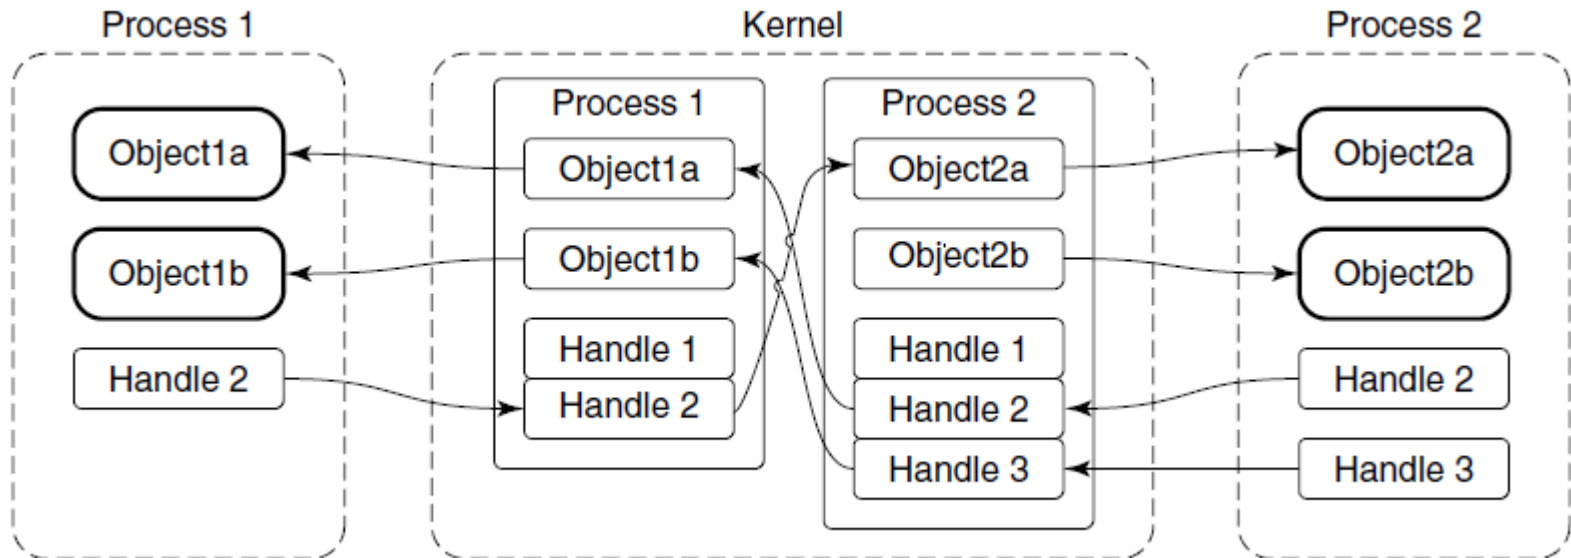 Process 1
Kernel
Process 2
Process 1
Process 2
Object1a
Object1a
Object2a
Object2a
Object1b
Object1b
Object2b
Object2b
Handle 1
Handle 1
Handle 2
Handle 2
Handle 2
Handle 2
Handle 3
Handle 3